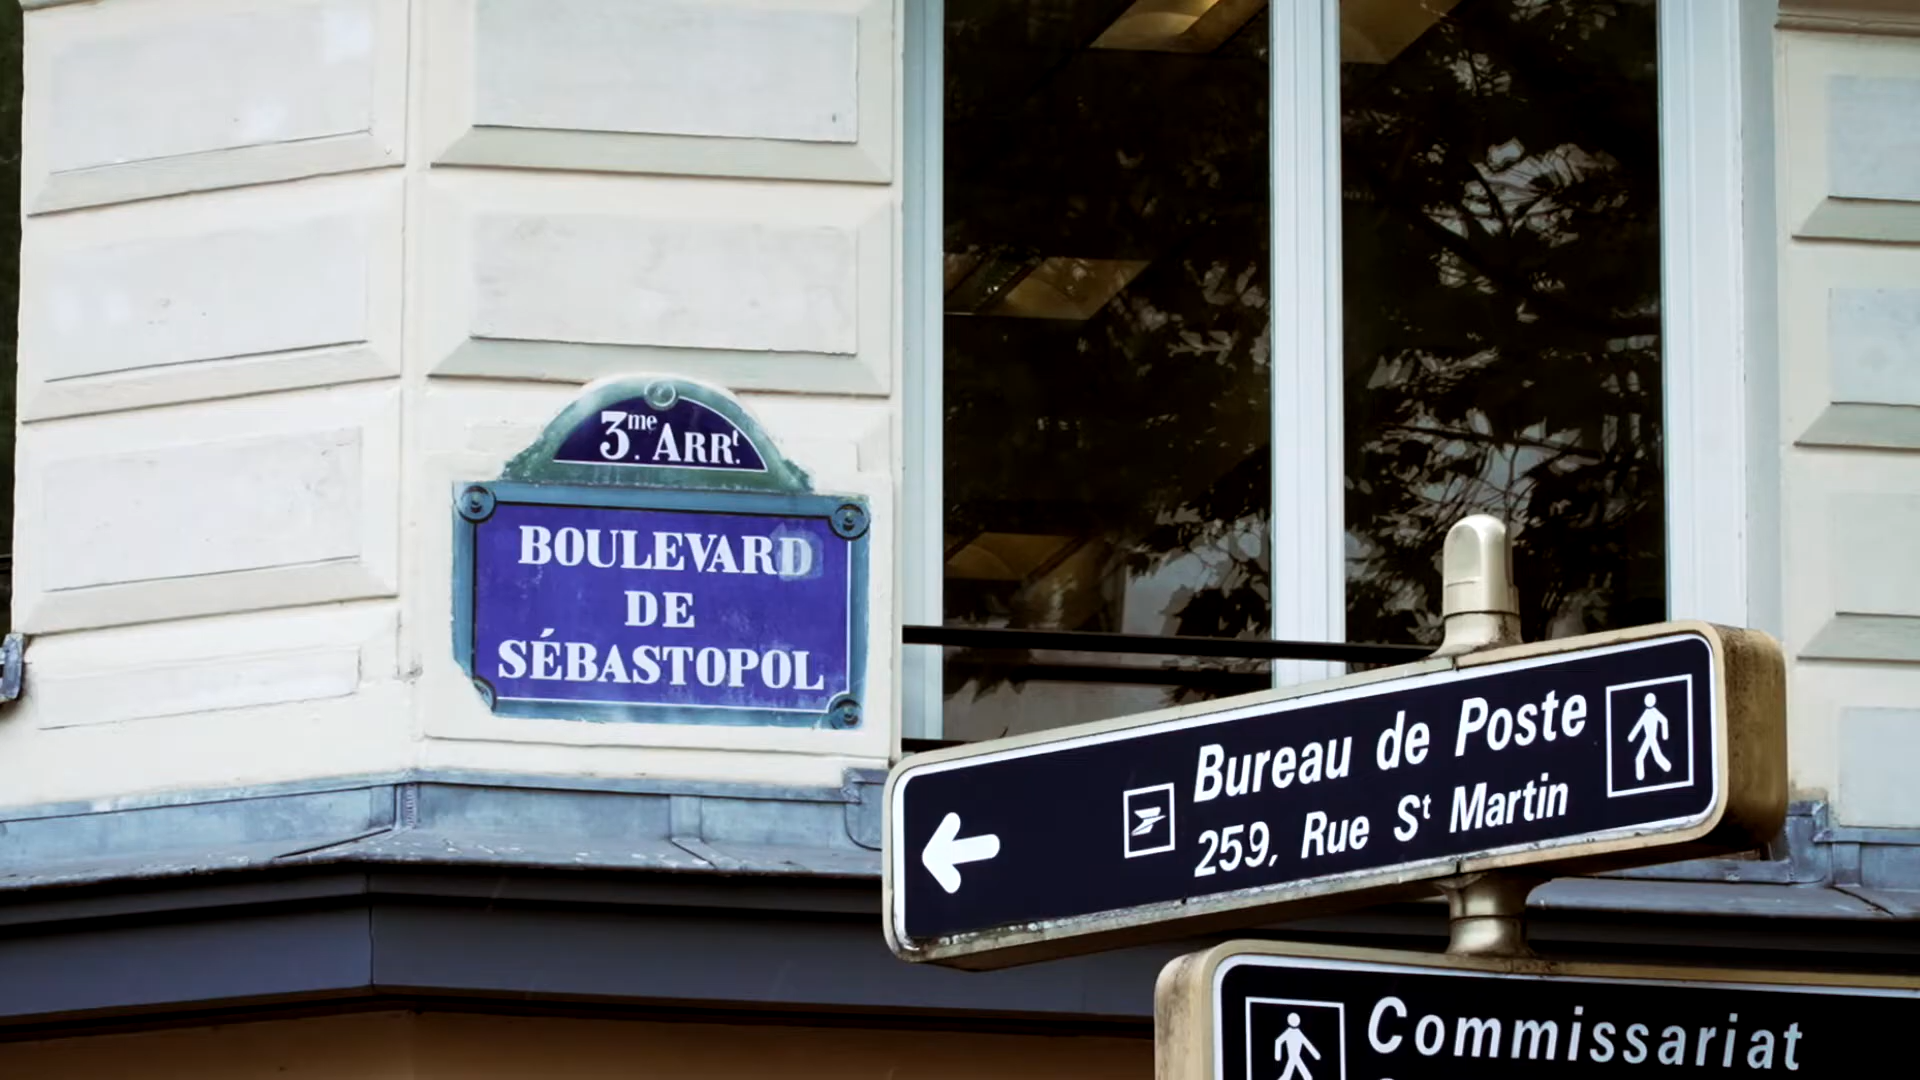 3me. ARRt.
BOULEVARD
DE
SÉBASTOPOL
Bureau de Poste
259, Rue St Martin
Commissariat